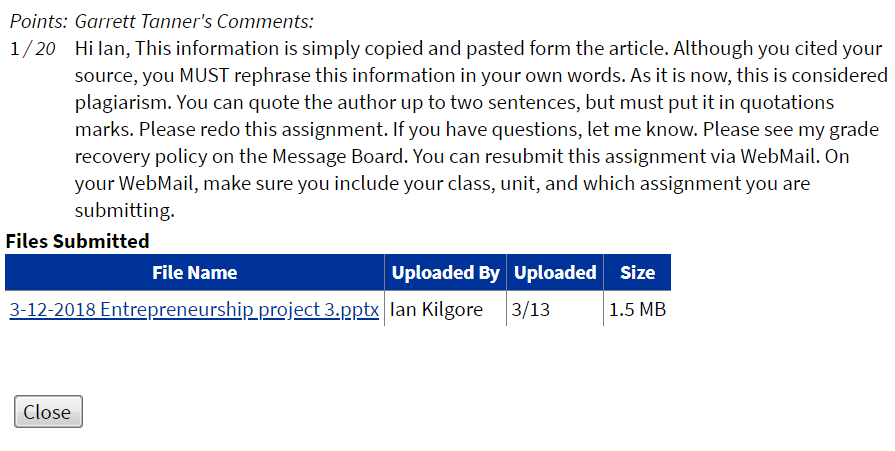 Points: Garrett Tanner's Comments:
1 / 20 Hi Ian, This information is simply copied and pasted form the article. Although you cited your
source, you MUST rephrase this information in your own words. As it is now, this is considered
plagiarism. You can quote the author up to two sentences, but must put it in quotations
marks. Please redo this assignment. If you have questions, let me know. Please see my grade
recovery policy on the Message Board. You can resubmit this assignment via WebMail. On
your WebMail, make sure you include your class, unit, and which assignment you are
submitting.
Files Submitted
File Name Uploaded By Uploaded Size
3-12-2018 Entrepreneurship project 3.pptx Ian Kilgore 3/13 1.5 MB
Close